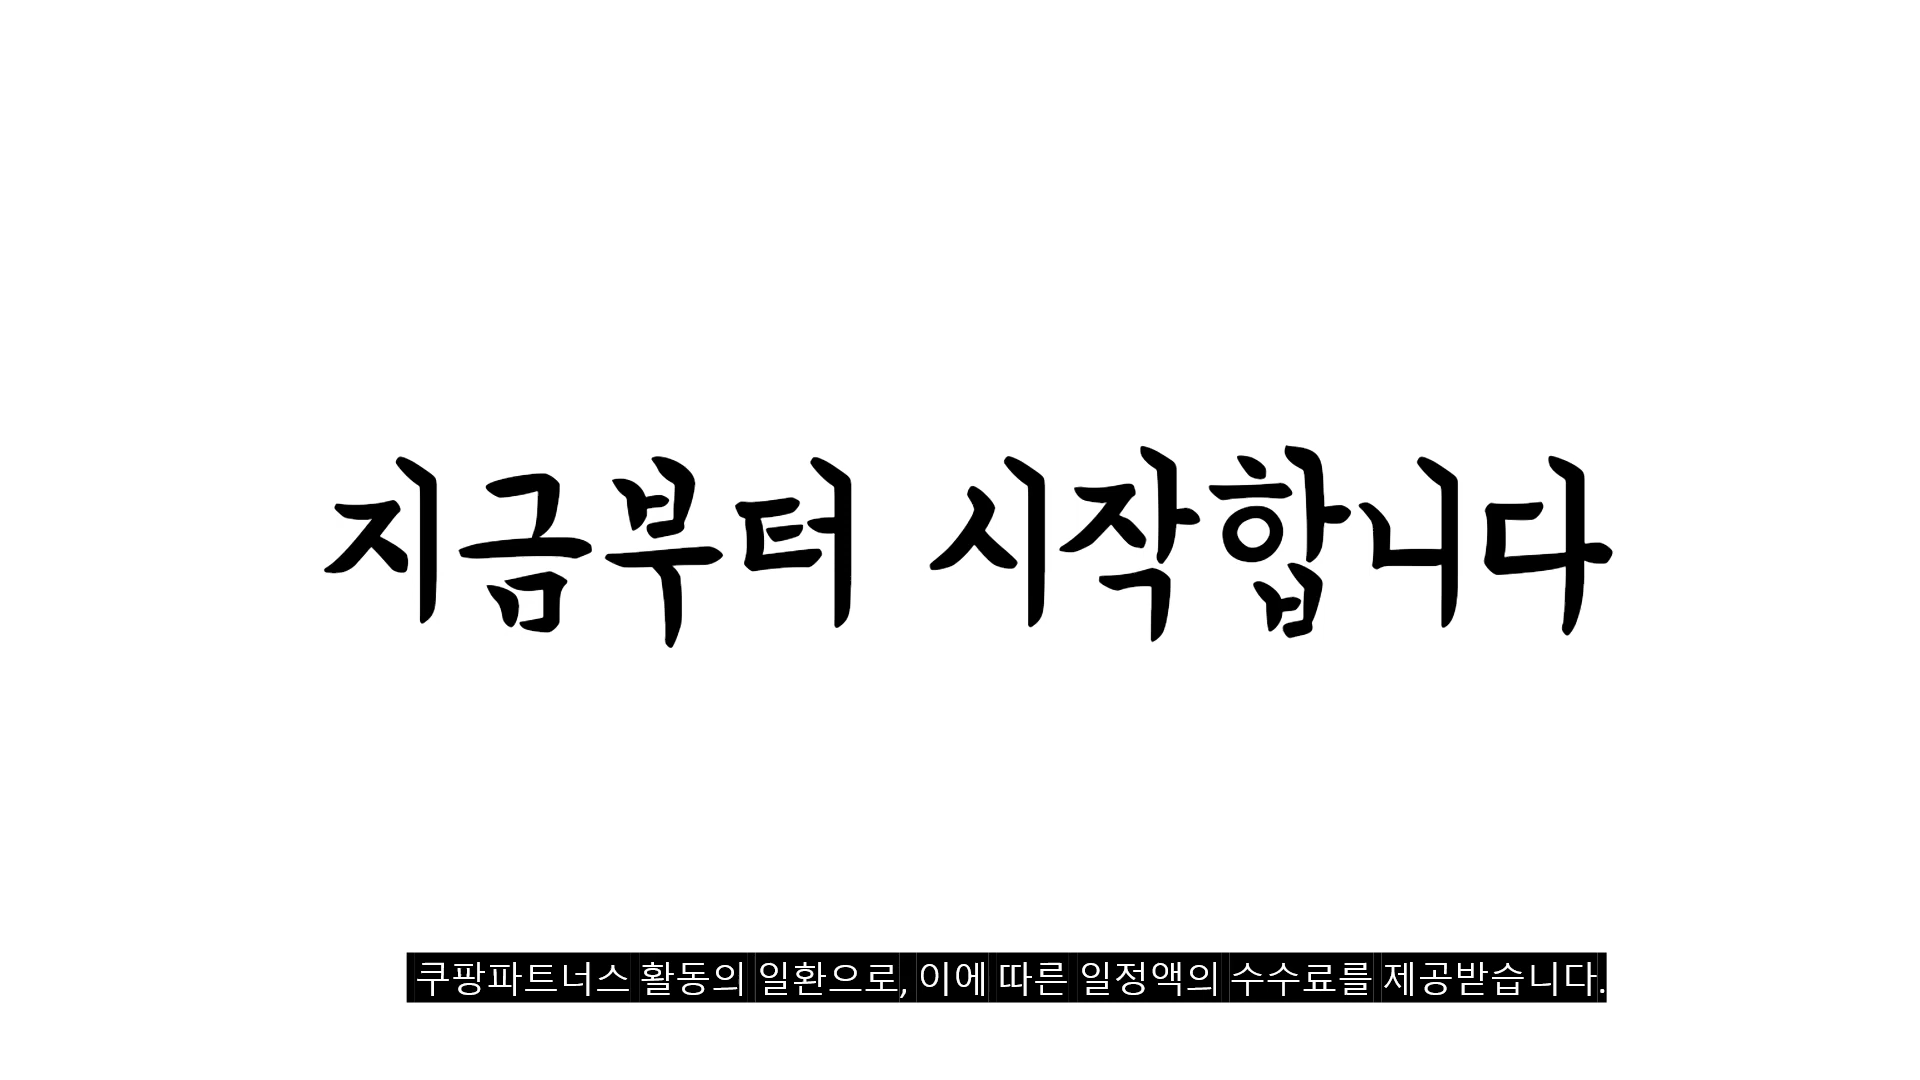 지금부터 시작합니다
쿠팡파트너스 활동의 일환으로, 이에 따른 일정액의 수수료를 제공받습니다.